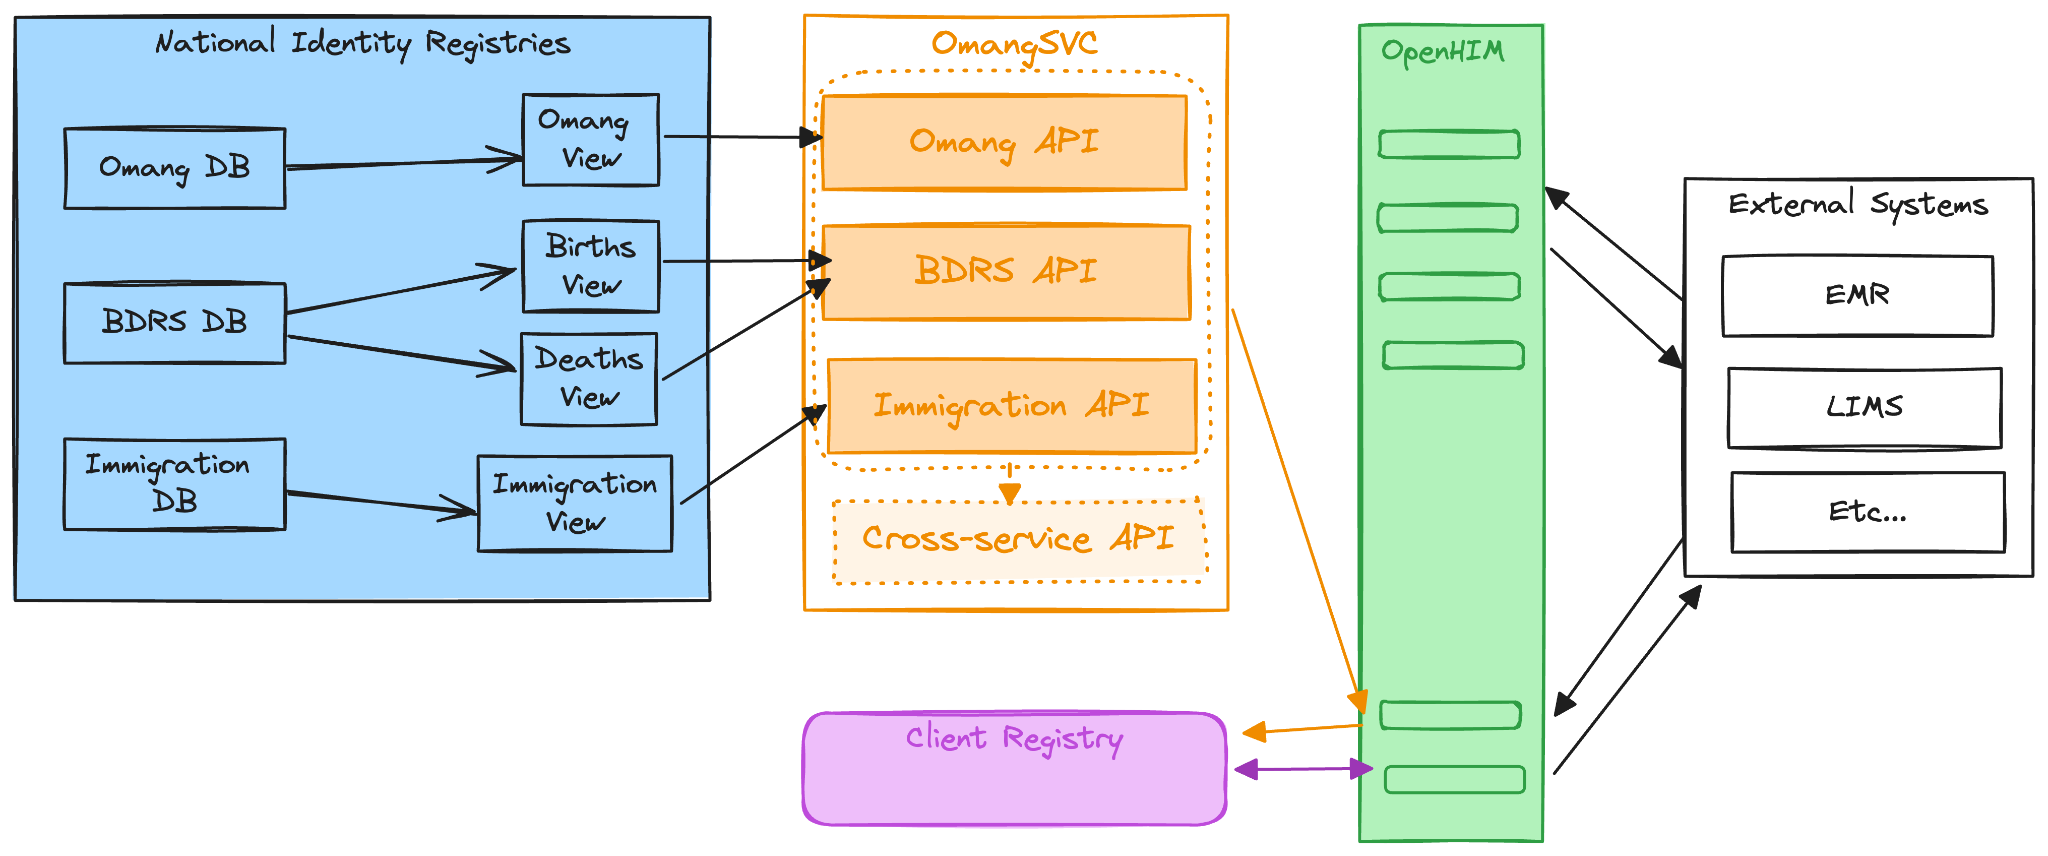 National Identity Registries
Omang DB
Omang
View
BDRS DB
Births
View
Deaths
View
Immigration
DB
Immigration
View
OmangSVC
Omang API
BDRS API
Immigration API
Cross-service API
Client Registry
OpenHIM
External Systems
EMR
LIMS
Etc...